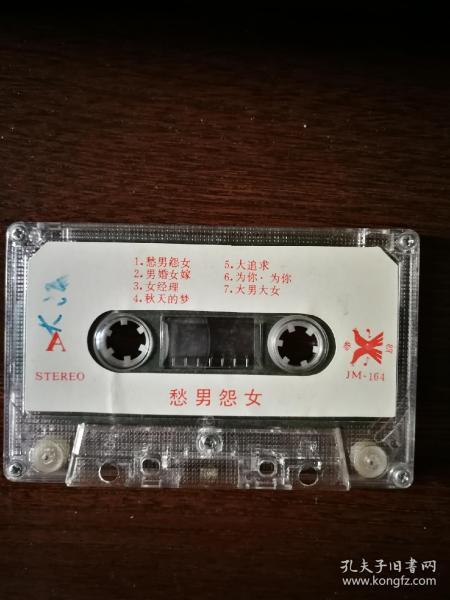 1.愁男怨女
2.男婚女嫁
3.女经理
4.秋天的梦
5.人追求
6.为你·为你
7.大男大女
A
STEREO
JM-164
愁男怨女
孔夫子旧书网
www.kongfz.com